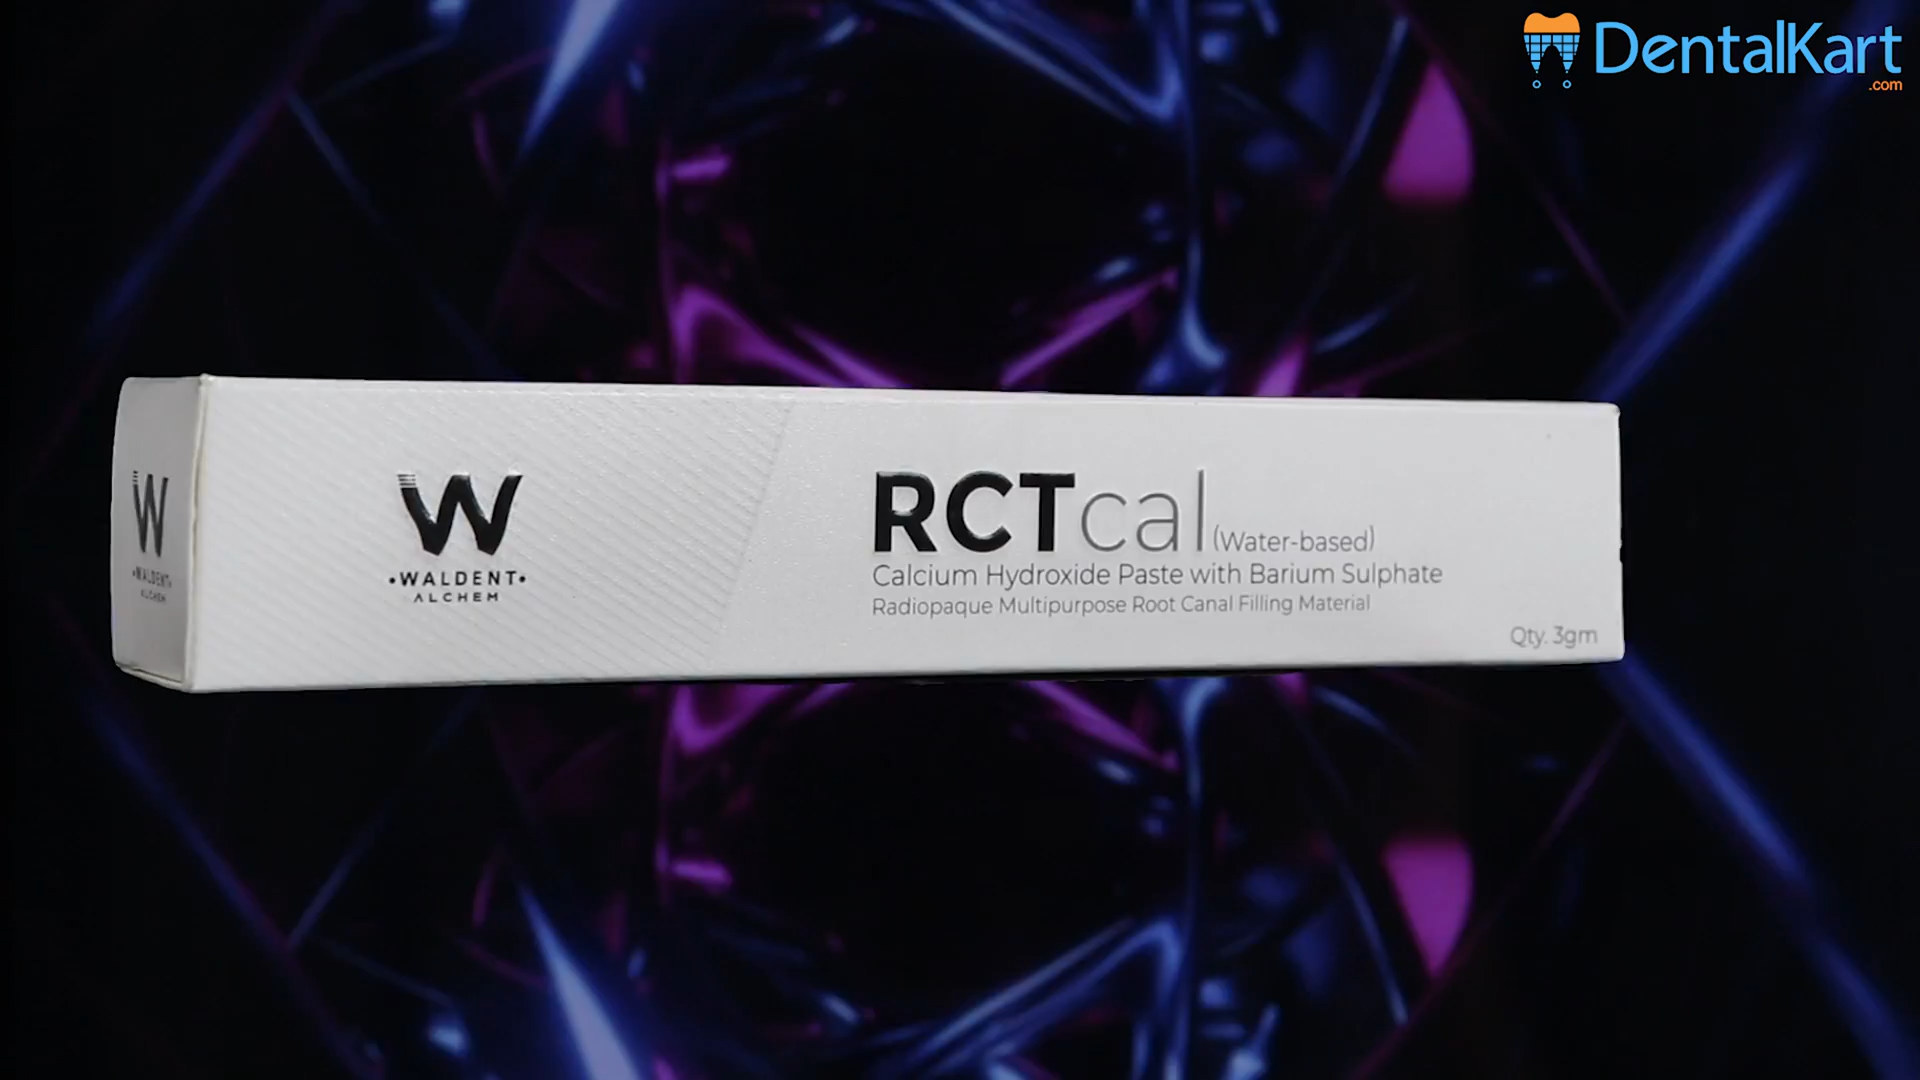 DentalKart
.com
W
WALDENT
ALCHEM
W
•WALDENT•
ALCHEM
RCTcal (Water-based)
Calcium Hydroxide Paste with Barium Sulphate
Radiopaque Multipurpose Root Canal Filling Material
Qty. 3gm